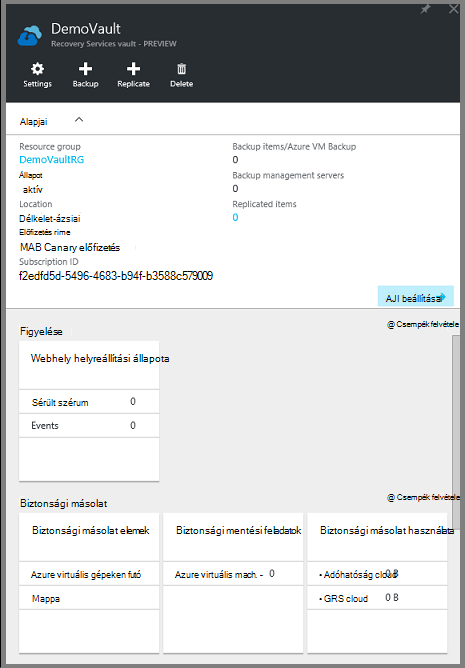 DemoVault
Recovery Services vault - PREVIEW
Settings Backup Replicate Delete
Alapjai
Resource group
DemoVaultRG
Állapot
aktív
Location
Délkelet-ázsiai
Előfizetés rime
MAB Canary előfizetés
Subscription ID
f2edfd5d-5496-4683-b94f-b3588c579009
Backup items/Azure VM Backup
0
Backup management servers
0
Replicated items
0
AJI beállításai
@ Csempék felvétele
Figyelése
Webhely helyreállítási állapota
Sérült szérum 0
Events 0
@ Csempék felvétele
Biztonsági másolat
Biztonsági másolat elemek
Azure virtuális gépeken futó
Mappa
Biztonsági mentési feladatok
Azure virtuális mach. - 0
Biztonsági másolat használata
• Adóhatóság cloud 0 B
• GRS cloud 0 B